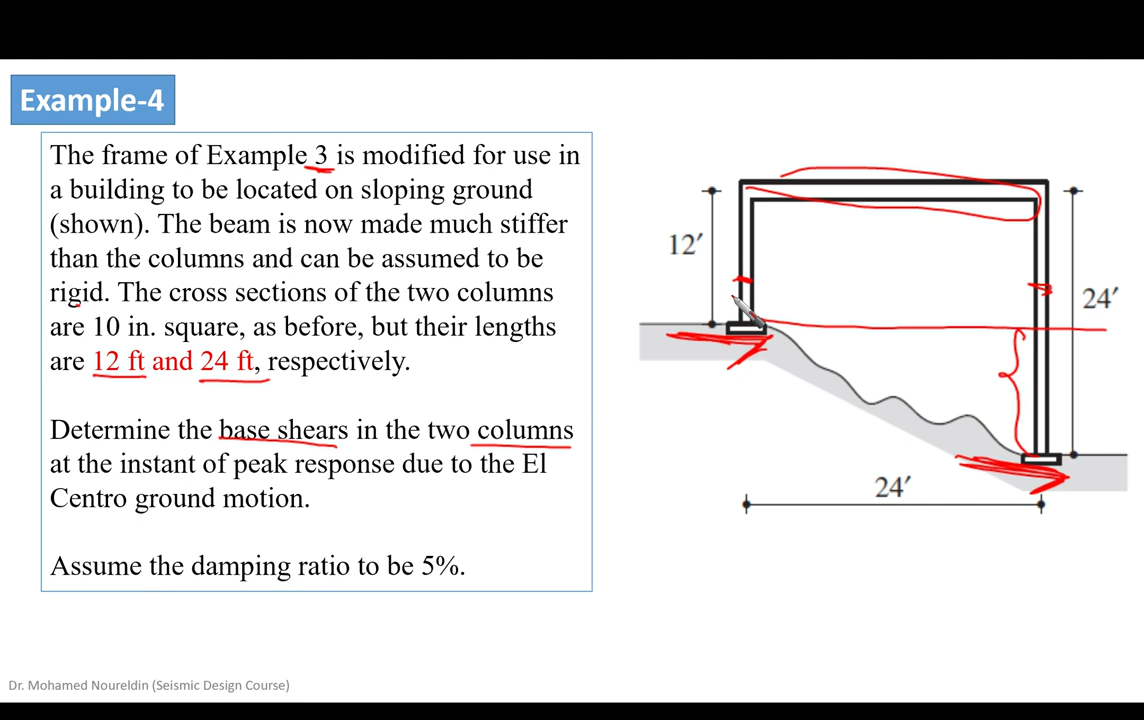 Example-4
The frame of Example 3 is modified for use in
a building to be located on sloping ground
(shown). The beam is now made much stiffer
than the columns and can be assumed to be
rigid. The cross sections of the two columns
are 10 in. square, as before, but their lengths
are 12 ft and 24 ft, respectively.
Determine the base shears in the two columns
at the instant of peak response due to the El
Centro ground motion.
Assume the damping ratio to be 5%.
12′
24′
24′
Dr. Mohamed Noureldin (Seismic Design Course)